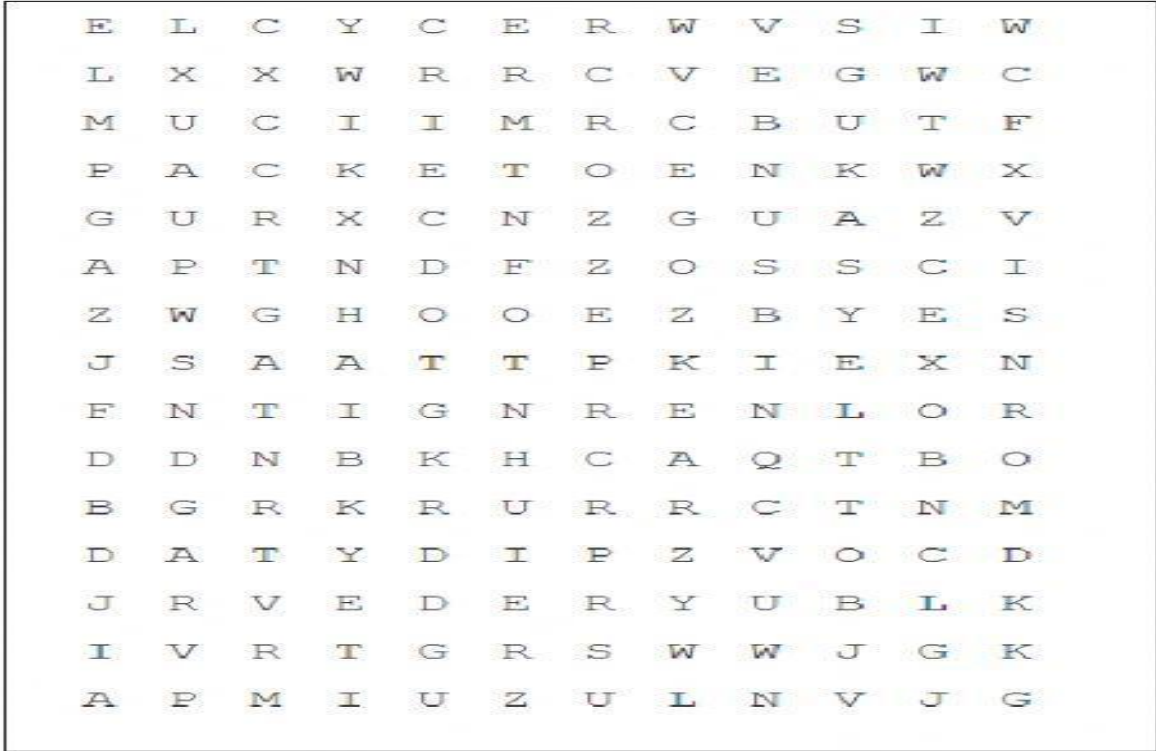 E L C Y C E R W V S I W
L X X W R R C V E G W C
M U C I I M R C B U T F
P A C K E T O E N K W X
G U R X C N Z G U A Z V
A P T N D F Z O S S C I
Z W G H O O E Z B Y E S
J S A A T T P K I E X N
F N T I G N R E N L O R
D D N B K H C A Q T B O
B G R K R U R R C T N M
D A T Y D I P Z V O C D
J R V E D E R Y U B L K
I V R T G R S W W J G K
A P M I U Z U L N V J G